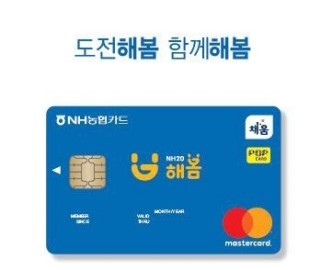 도전해봄 함께해봄
NH농협카드
채움
POP
CARD
NH20
해봄
MEMBER
SINCE
VALID
THRU
MONTH/YEAR
mastercard.